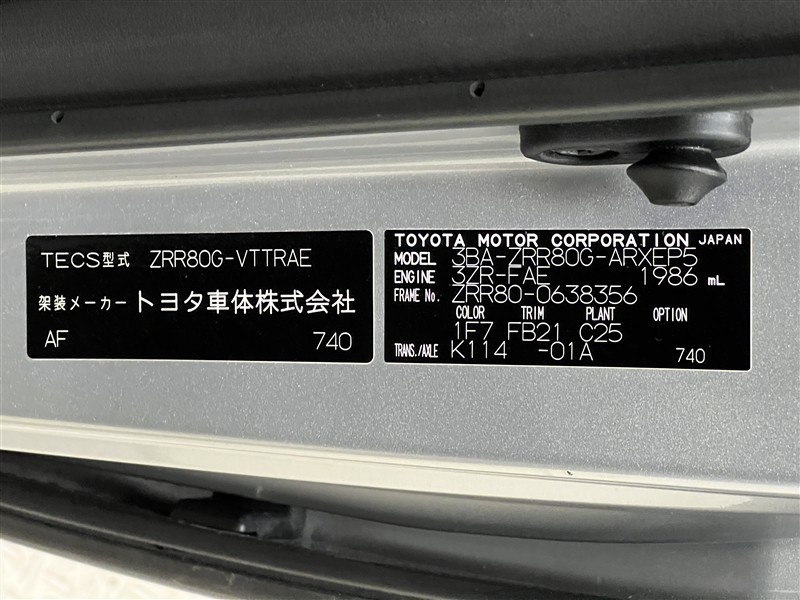 TECS型式 ZRR80G-VTTRAE
架装メーカー トヨタ車体株式会社
AF 740
TOYOTA MOTOR CORPORATION JAPAN
MODEL 3BA-ZRR80G-ARXEP5
ENGINE 3ZR-FAE 1986 mL
FRAME No. ZRR80-0638356
COLOR TRIM PLANT OPTION
1F7 FB21 C25
TRANS./AXLE K114 -01A 740